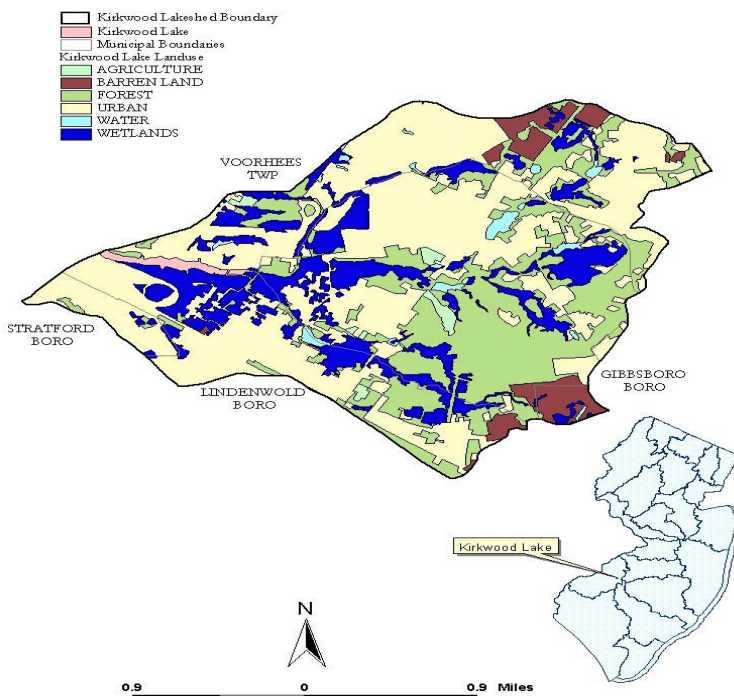 Kirkwood Lakeshed Boundary
Kirkwood Lake
Municipal Boundaries
Kirkwood Lake Landuse
AGRICULTURE
BARREN LAND
FOREST
URBAN
WATER
WETLANDS
VOORHEES
TWP
STRATFORD
BORO
LINDENWOLD
BORO
GIBBSBORO
BORO
Kirkwood Lake
N
0.9 0 0.9 Miles